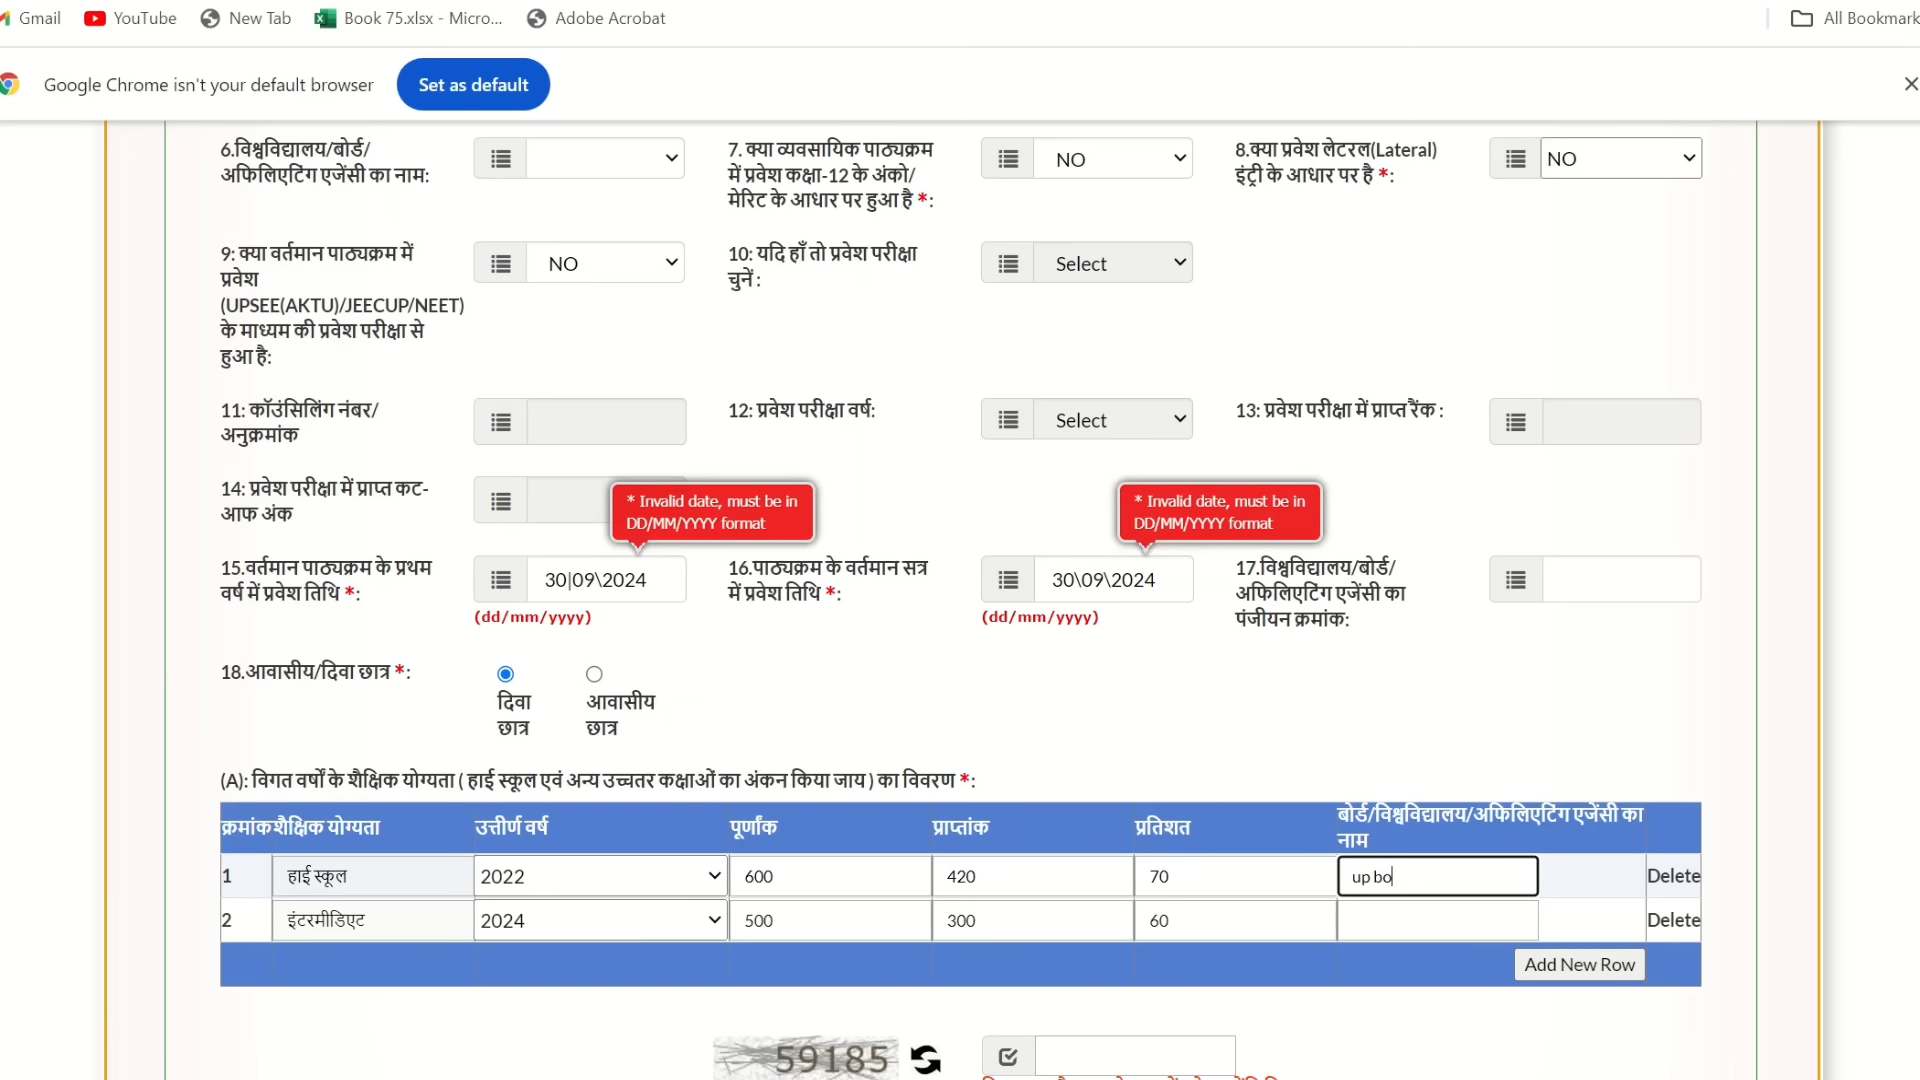 Gmail
YouTube
New Tab
Book 75.xlsx - Micro...
Adobe Acrobat
All Bookmark
Google Chrome isn't your default browser
Set as default
6.विश्वविद्यालय/बोर्ड/
अफिलिएटिंग एजेंसी का नाम:
7. क्या व्यवसायिक पाठ्यक्रम
में प्रवेश कक्षा-12 के अंको/
मेरिट के आधार पर हुआ है *:
NO
8.क्या प्रवेश लेटरल(Lateral)
इंट्री के आधार पर है *:
NO
9: क्या वर्तमान पाठ्यक्रम में
प्रवेश
(UPSEE(AKTU)/JEECUP/NEET)
के माध्यम की प्रवेश परीक्षा से
हुआ है:
NO
10: यदि हाँ तो प्रवेश परीक्षा
चुनें :
Select
11: कॉउंसिलिंग नंबर/
अनुक्रमांक
12: प्रवेश परीक्षा वर्ष:
Select
13: प्रवेश परीक्षा में प्राप्त रैंक :
14: प्रवेश परीक्षा में प्राप्त कट-
आफ अंक
* Invalid date, must be in
DD/MM/YYYY format
* Invalid date, must be in
DD/MM/YYYY format
15.वर्तमान पाठ्यक्रम के प्रथम
वर्ष में प्रवेश तिथि *:
30|09\2024
(dd/mm/yyyy)
16.पाठ्यक्रम के वर्तमान सत्र
में प्रवेश तिथि *:
30\09\2024
(dd/mm/yyyy)
17.विश्वविद्यालय/बोर्ड/
अफिलिएटिंग एजेंसी का
पंजीयन क्रमांक:
18.आवासीय/दिवा छात्र *:
दिवा
छात्र
आवासीय
छात्र
(A): विगत वर्षों के शैक्षिक योग्यता ( हाई स्कूल एवं अन्य उच्चतर कक्षाओं का अंकन किया जाय ) का विवरण *:
क्रमांक शैक्षिक योग्यता उत्तीर्ण वर्ष पूर्णांक प्राप्तांक प्रतिशत बोर्ड/विश्वविद्यालय/अफिलिएटिंग एजेंसी का
नाम
1 हाई स्कूल 2022 600 420 70 up bo Delete
2 इंटरमीडिएट 2024 500 300 60 Delete
Add New Row
59185